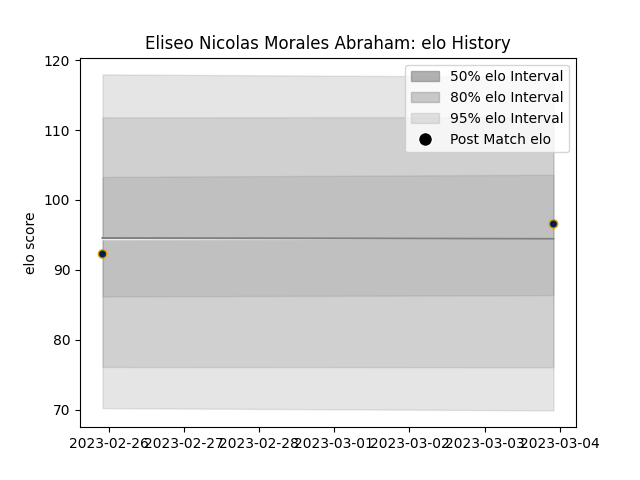 Eliseo Nicolas Morales Abraham: elo History
120
110
100
90
80
70
elo score
50% elo Interval
80% elo Interval
95% elo Interval
Post Match elo
2023-02-26 2023-02-27 2023-02-28 2023-03-01 2023-03-02 2023-03-03 2023-03-04